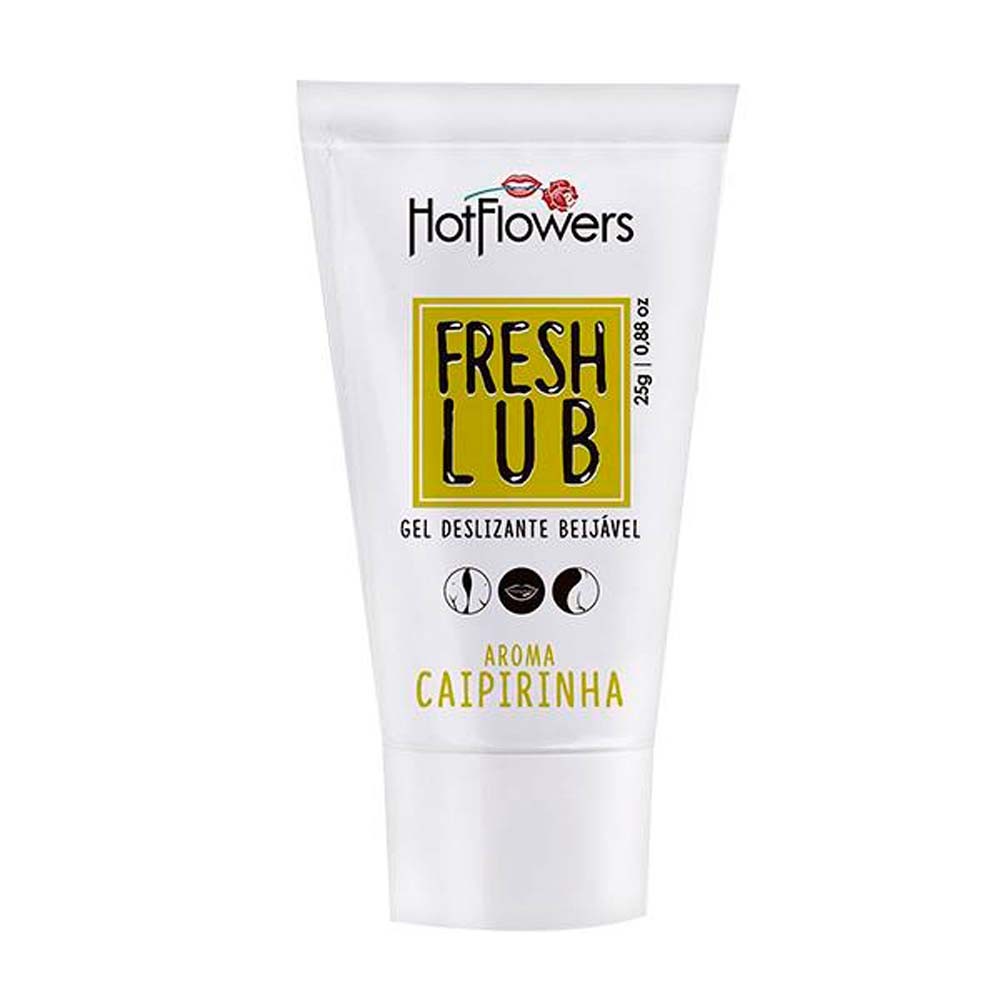 HotFlowers
FRESH
LUB
25g | 0,88 oz
GEL DESLIZANTE BEIJÁVEL
AROMA
CAIPIRINHA